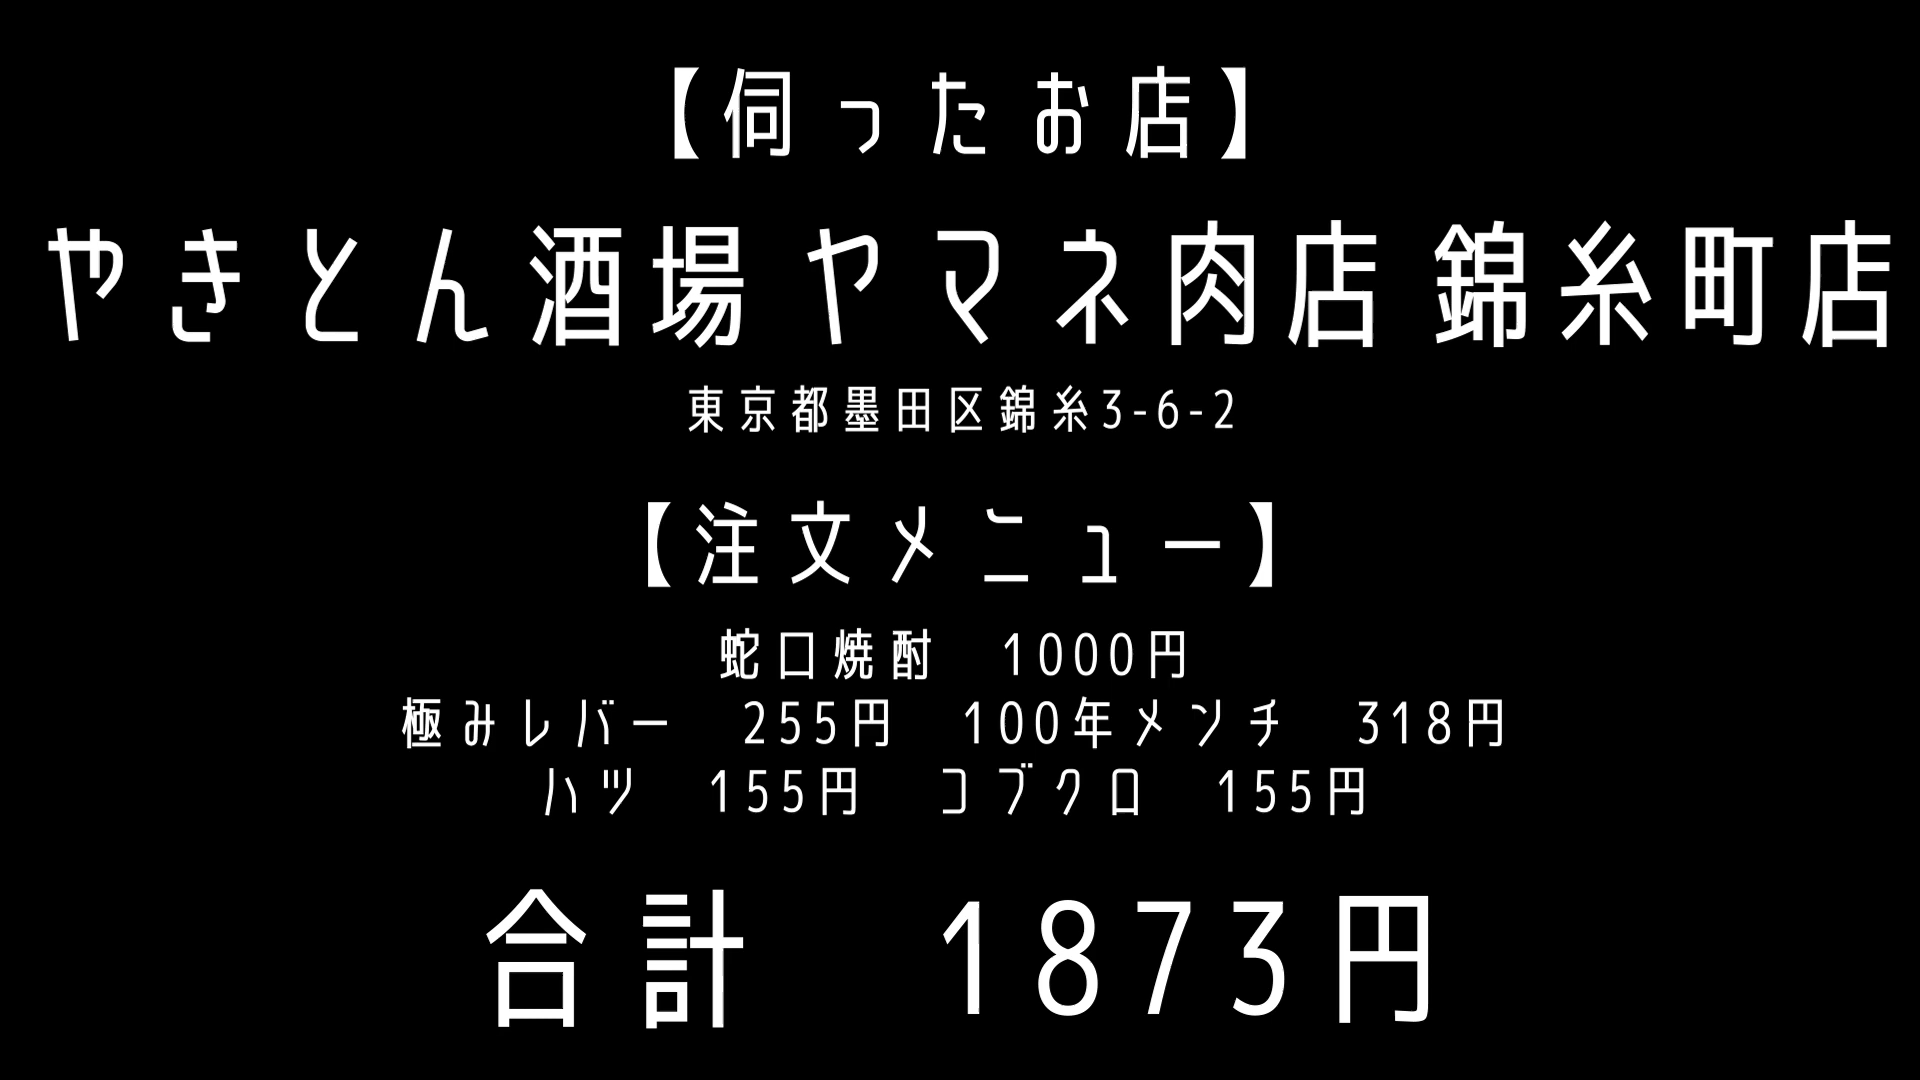 【伺ったお店】
やきとん酒場 ヤマネ肉店 錦糸町店
東京都墨田区錦糸3-6-2
【注文メニュー】
蛇口焼酎　1000円
極みレバー　255円　100年メンチ　318円
ハツ　155円　コブクロ　155円
合計　1873円